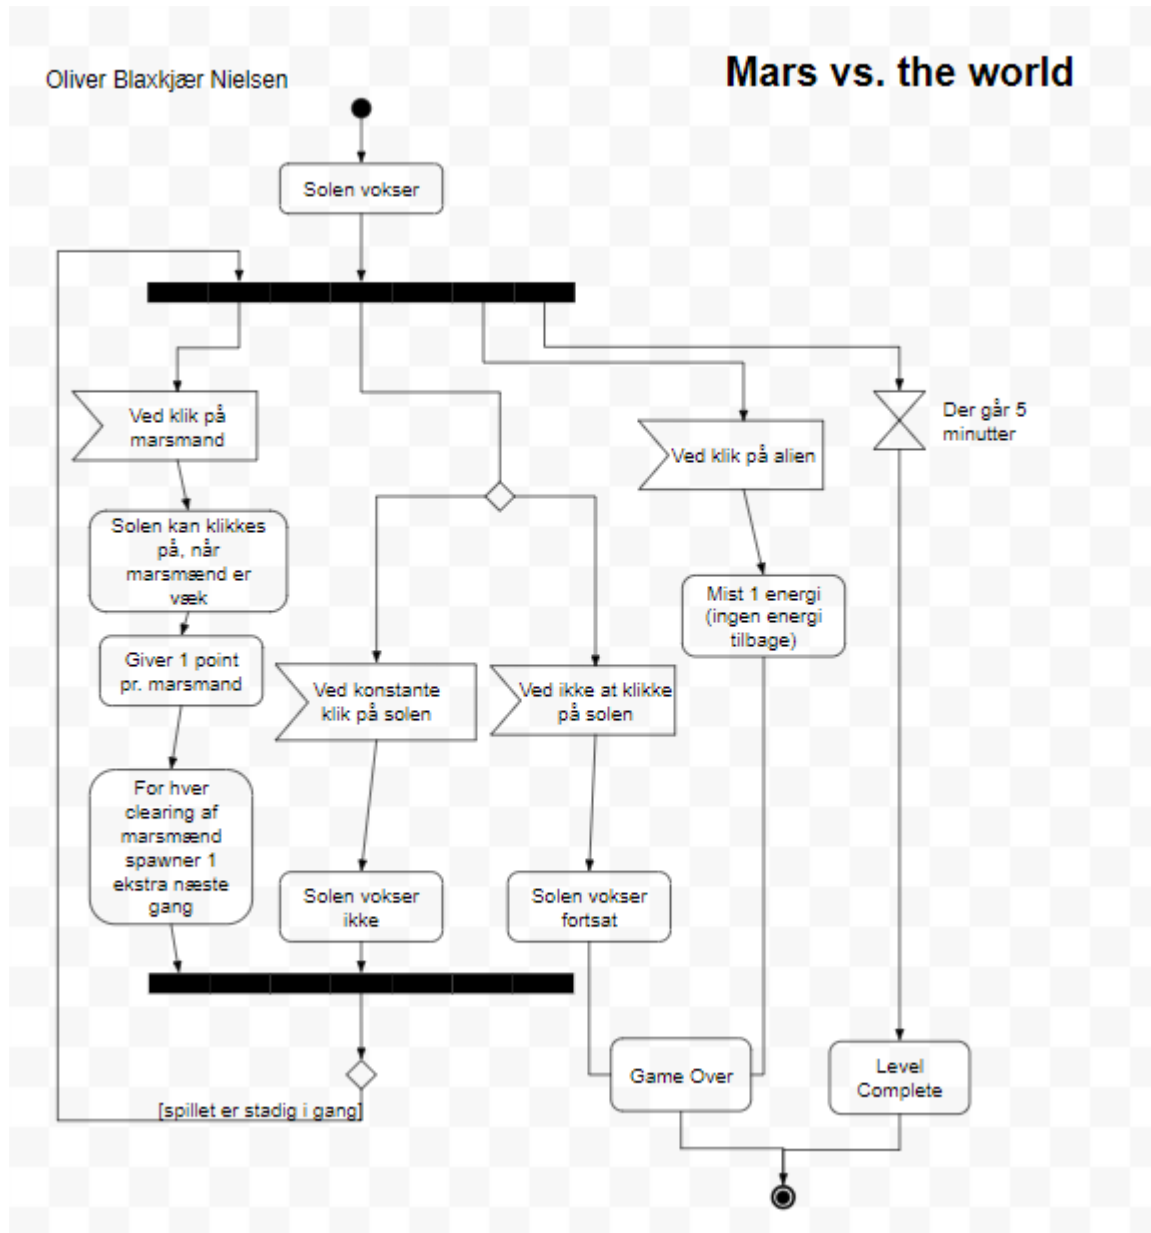 Oliver Blaxkjær Nielsen
Mars vs. the world
Solen vokser
Ved klik på
marsmand
Der går 5
minutter
Ved klik på alien
Solen kan klikkes
på, når
marsmænd er
væk
Mist 1 energi
(ingen energi
tilbage)
Giver 1 point
pr. marsmand
Ved konstante
klik på solen
Ved ikke at klikke
på solen
For hver
clearing af
marsmænd
spawner 1
ekstra næste
gang
Solen vokser
ikke
Solen vokser
fortsat
Game Over
Level
Complete
[spillet er stadig i gang]